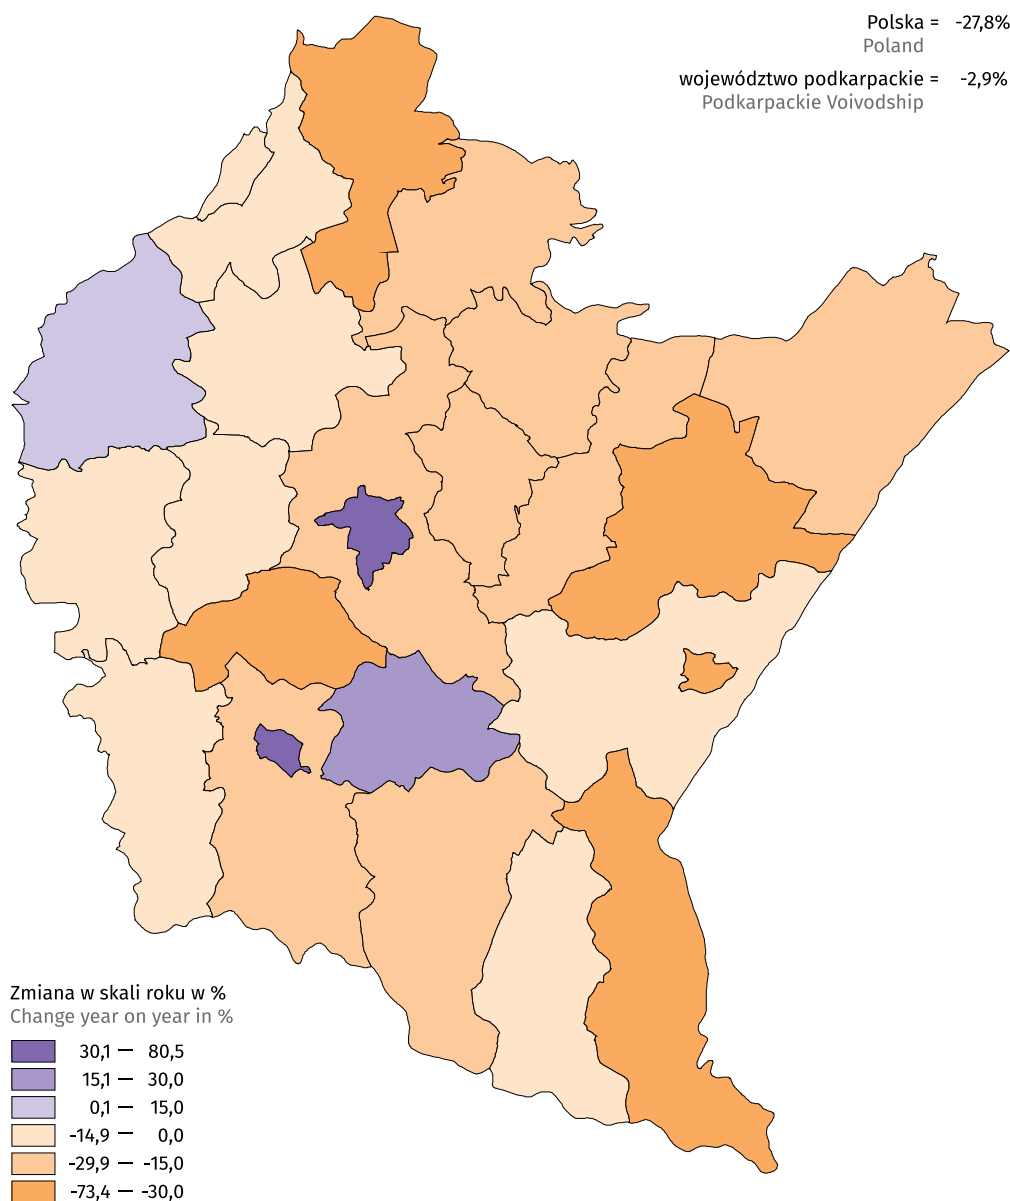 Polska = -27,8%
Poland
województwo podkarpackie = -2,9%
Podkarpackie Voivodship
Zmiana w skali roku w %
Change year on year in %
30,1 — 80,5
15,1 — 30,0
0,1 — 15,0
-14,9 — 0,0
-29,9 — -15,0
-73,4 — -30,0